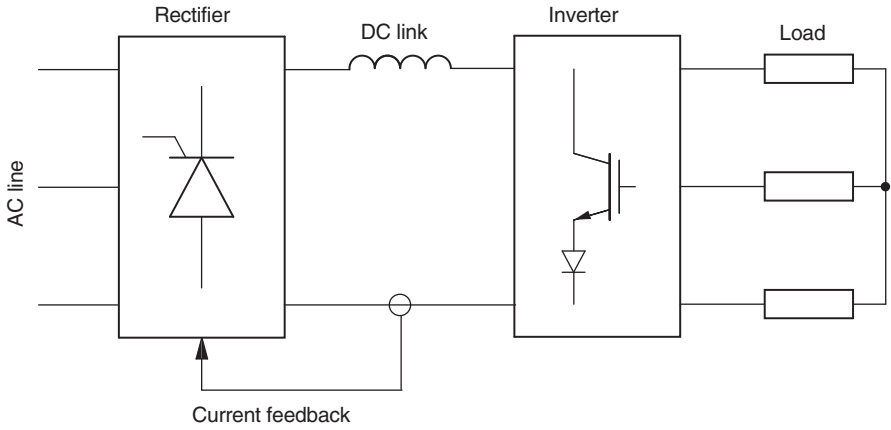 Rectifier
DC link
Inverter
Load
AC line
Current feedback